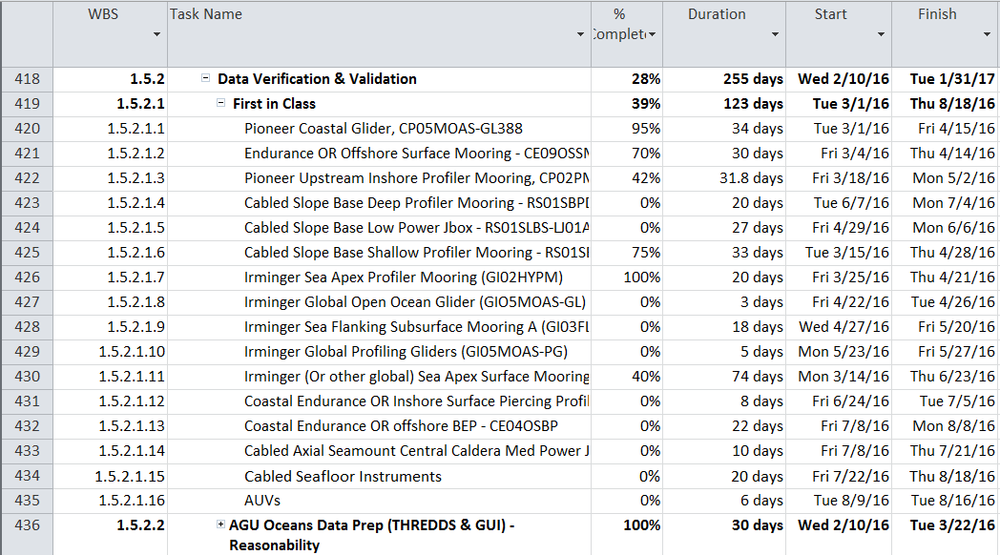 WBS Task Name % Complete Duration Start Finish
418 1.5.2 Data Verification & Validation 28% 255 days Wed 2/10/16 Tue 1/31/17
419 1.5.2.1 First in Class 39% 123 days Tue 3/1/16 Thu 8/18/16
420 1.5.2.1.1 Pioneer Coastal Glider, CP05MOAS-GL388 95% 34 days Tue 3/1/16 Fri 4/15/16
421 1.5.2.1.2 Endurance OR Offshore Surface Mooring - CE09OSSM 70% 30 days Fri 3/4/16 Thu 4/14/16
422 1.5.2.1.3 Pioneer Upstream Inshore Profiler Mooring, CP02PM 42% 31.8 days Fri 3/18/16 Mon 5/2/16
423 1.5.2.1.4 Cabled Slope Base Deep Profiler Mooring - RS01SBPD 0% 20 days Tue 6/7/16 Mon 7/4/16
424 1.5.2.1.5 Cabled Slope Base Low Power Jbox - RS01SLBS-LJ01A 0% 27 days Fri 4/29/16 Mon 6/6/16
425 1.5.2.1.6 Cabled Slope Base Shallow Profiler Mooring - RS01S 75% 33 days Tue 3/15/16 Thu 4/28/16
426 1.5.2.1.7 Irminger Sea Apex Profiler Mooring (GI02HYPM) 100% 20 days Fri 3/25/16 Thu 4/21/16
427 1.5.2.1.8 Irminger Global Open Ocean Glider (GIO5MOAS-GL) 0% 3 days Fri 4/22/16 Tue 4/26/16
428 1.5.2.1.9 Irminger Sea Flanking Subsurface Mooring A (GI03FL 0% 18 days Wed 4/27/16 Fri 5/20/16
429 1.5.2.1.10 Irminger Global Profiling Gliders (GI05MOAS-PG) 0% 5 days Mon 5/23/16 Fri 5/27/16
430 1.5.2.1.11 Irminger (Or other global) Sea Apex Surface Mooring 40% 74 days Mon 3/14/16 Thu 6/23/16
431 1.5.2.1.12 Coastal Endurance OR Inshore Surface Piercing Profil 0% 8 days Fri 6/24/16 Tue 7/5/16
432 1.5.2.1.13 Coastal Endurance OR offshore BEP - CE04OSBP 0% 22 days Fri 7/8/16 Mon 8/8/16
433 1.5.2.1.14 Cabled Axial Seamount Central Caldera Med Power J 0% 10 days Fri 7/8/16 Thu 7/21/16
434 1.5.2.1.15 Cabled Seafloor Instruments 0% 20 days Fri 7/22/16 Thu 8/18/16
435 1.5.2.1.16 AUVs 0% 6 days Tue 8/9/16 Tue 8/16/16
436 1.5.2.2 AGU Oceans Data Prep (THREDDS & GUI) - 100% 30 days Wed 2/10/16 Tue 3/22/16
Reasonability